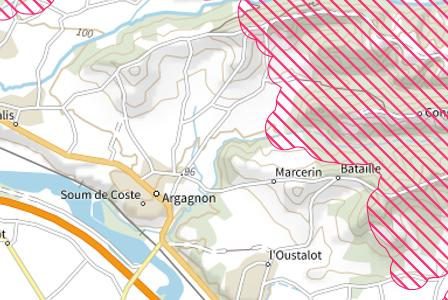 100
96
Marcerin
Bataille
Soum de Coste
Argagnon
l'Oustalot